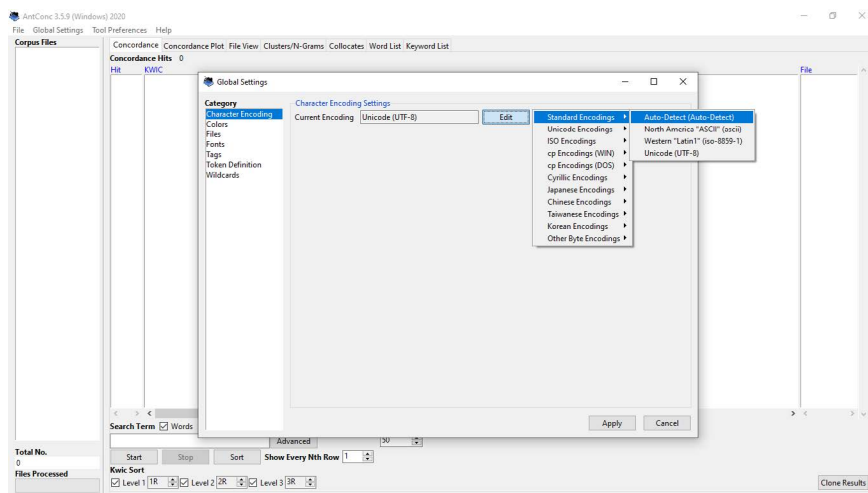 AntConc 3.5.9 (Windows) 2020
File Global Settings Tool Preferences Help
Corpus Files
Concordance Concordance Plot File View Clusters/N-Grams Collocates Word List Keyword List
Concordance Hits 0
Hit KWIC File
Global Settings
Category
Character Encoding
Colors
Files
Fonts
Tags
Token Definition
Wildcards
Character Encoding Settings
Current Encoding Unicode (UTF-8) Edit
Standard Encodings
Unicode Encodings
ISO Encodings
cp Encodings (WIN)
cp Encodings (DOS)
Cyrillic Encodings
Japanese Encodings
Chinese Encodings
Taiwanese Encodings
Korean Encodings
Other Byte Encodings
Auto-Detect (Auto-Detect)
North America "ASCII" (ascii)
Western "Latin1" (iso-8859-1)
Unicode (UTF-8)
Apply Cancel
Search Term Words
Advanced 50
Total No.
0
Files Processed
Start Stop Sort Show Every Nth Row 1
Kwic Sort
Level 1 1R Level 2 2R Level 3 3R
Clone Results